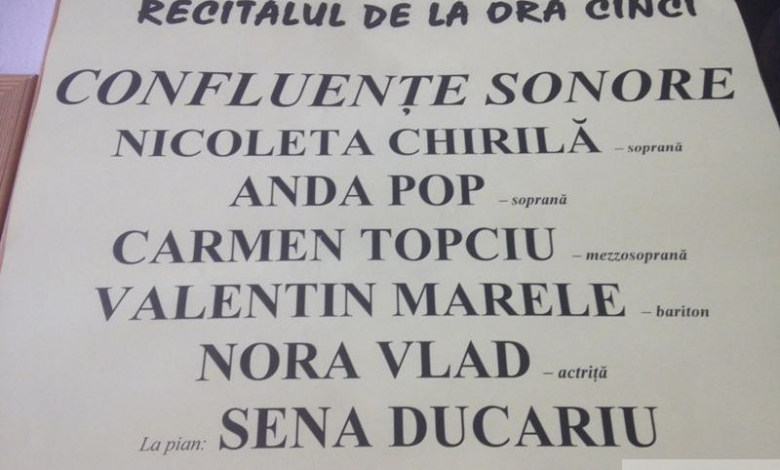 RECITALUL DE LA ORA CINCI
CONFLUENȚE SONORE
NICOLETA CHIRILĂ – soprană
ANDA POP – soprană
CARMEN TOPCIU – mezzosoprană
VALENTIN MARELE – bariton
NORA VLAD – actriță
La pian: SENA DUCARIU